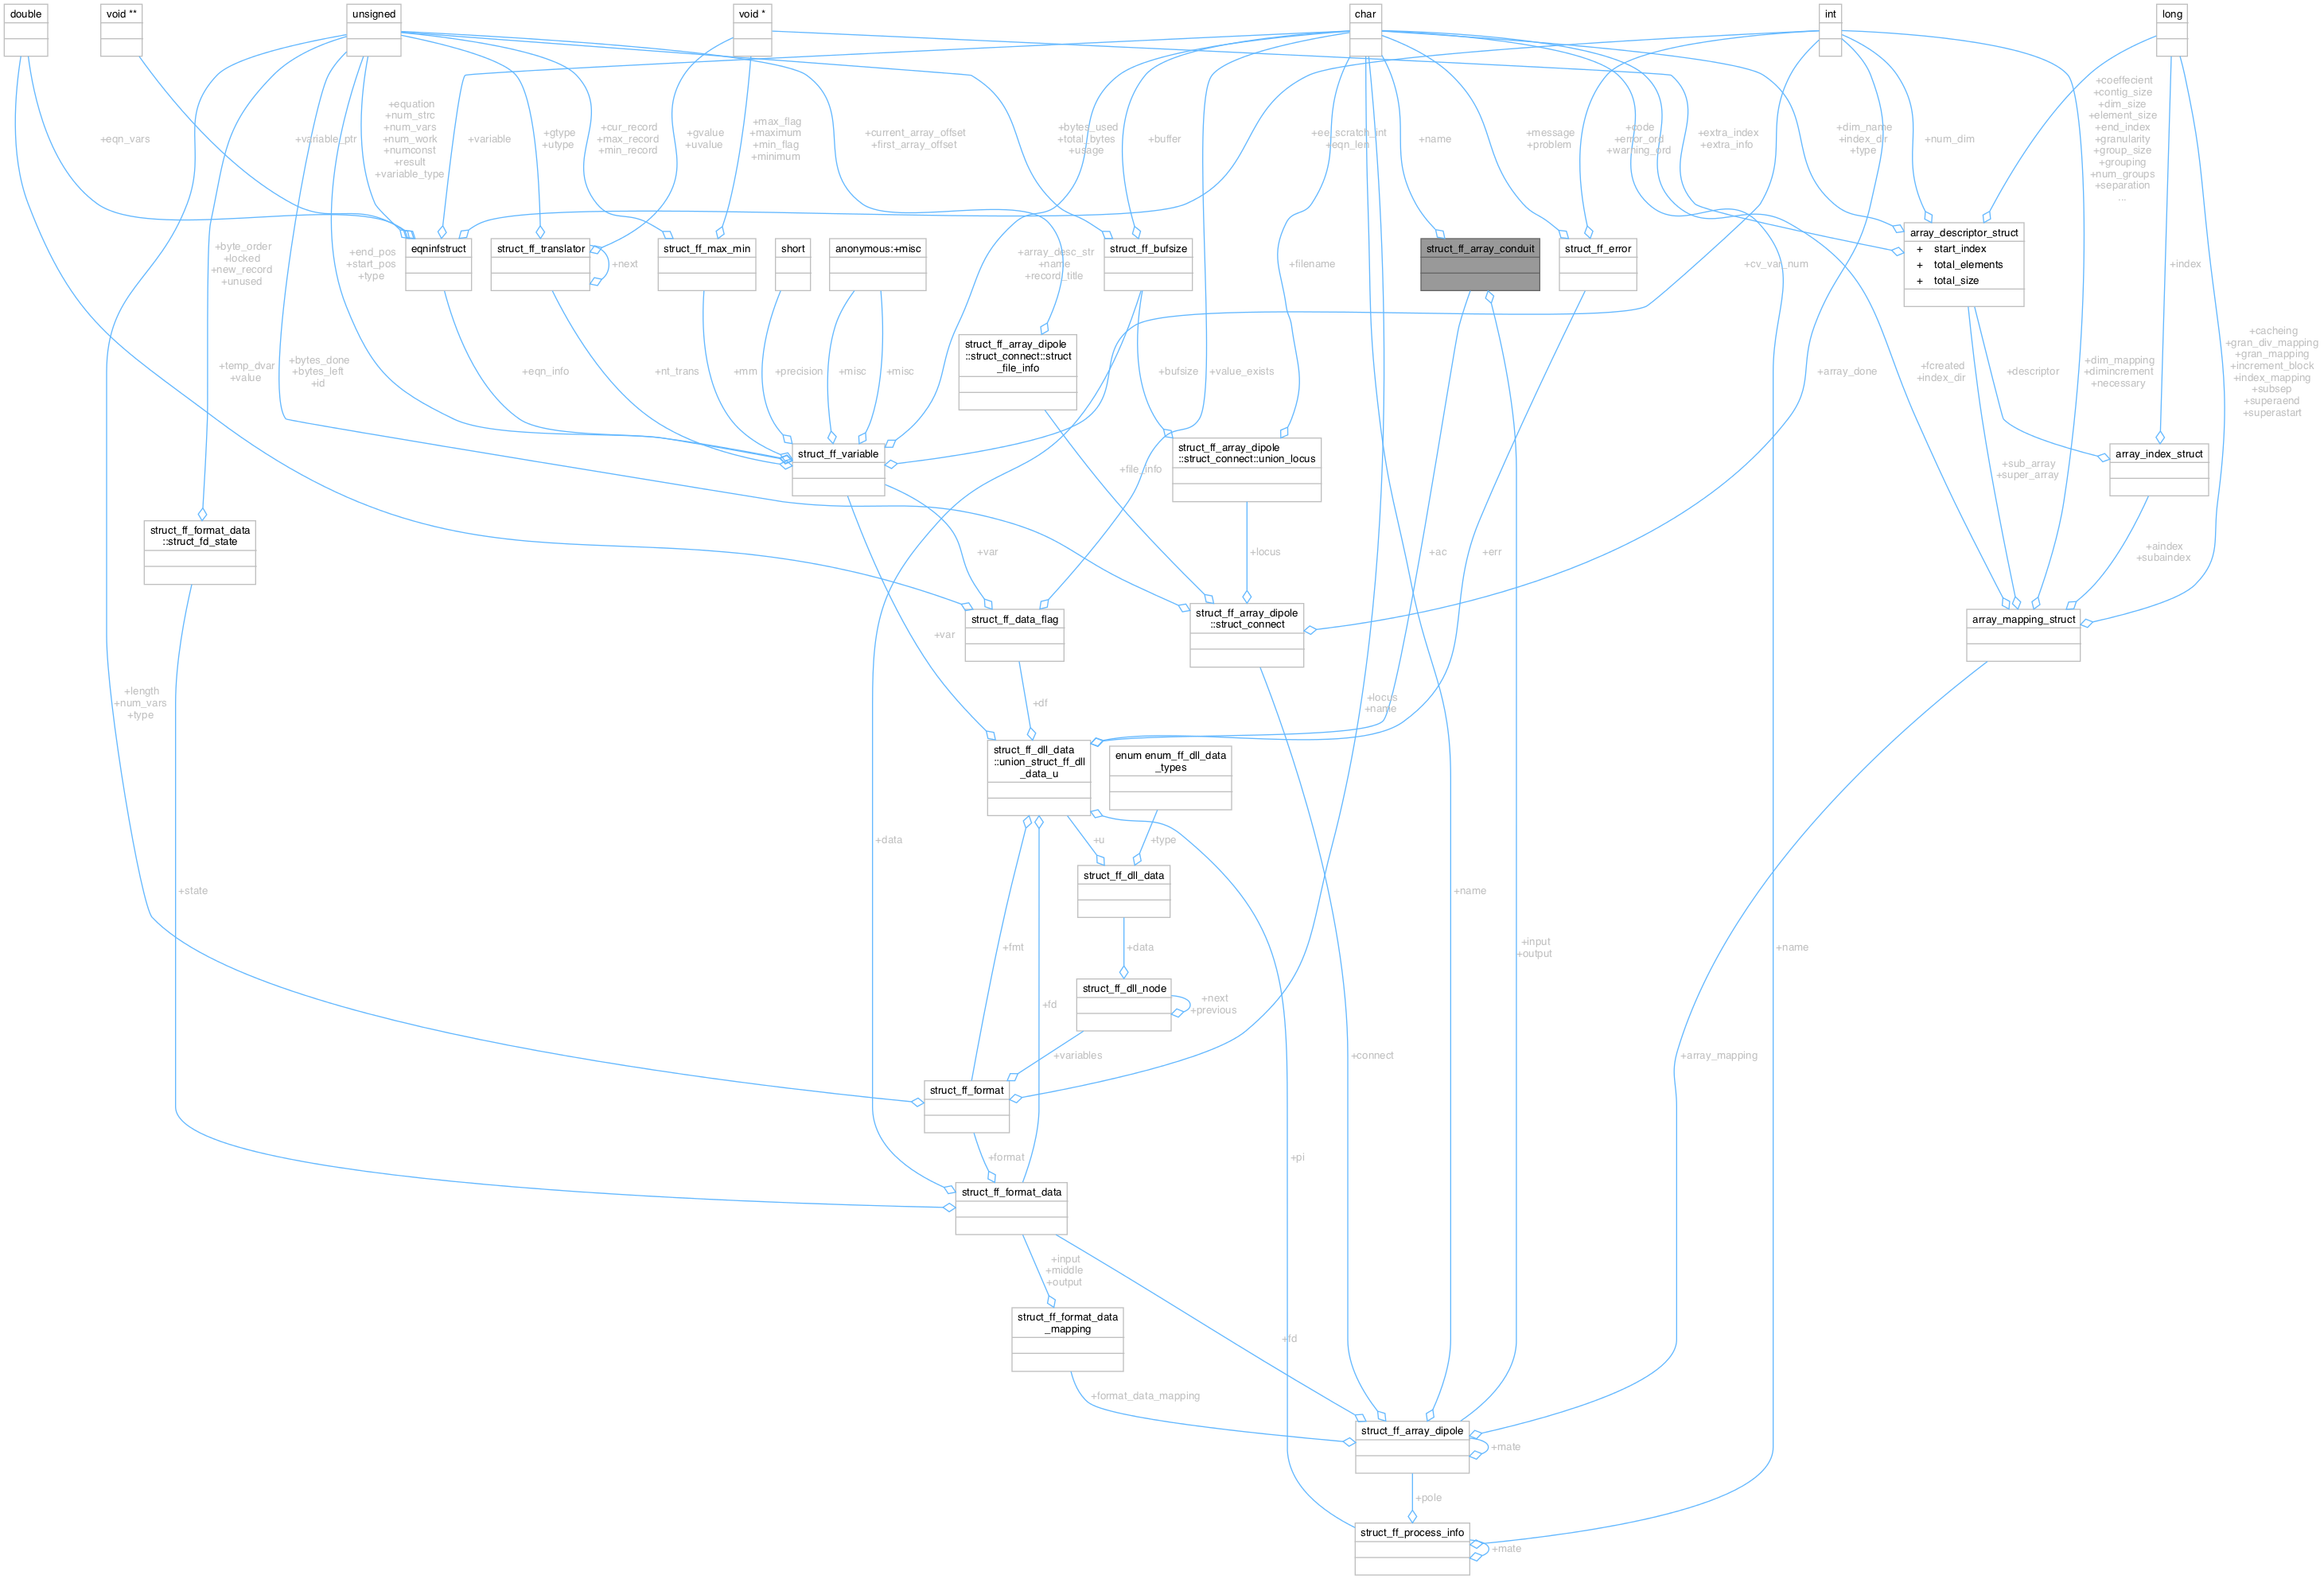 double
void **
unsigned
void *
char
int
long
+eqn_vars
+variable_ptr
+equation
+num_strc
+num_vars
+num_work
+numconst
+result
+variable_type
+variable
+gtype
+utype
+cur_record
+max_record
+min_record
+gvalue
+uvalue
+max_flag
+maximum
+min_flag
+minimum
+current_array_offset
+first_array_offset
+bytes_used
+total_bytes
+usage
+buffer
+ee_scratch_int
+eqn_len
+name
+message
+problem
+code
+error_ord
+warning_ord
+extra_index
+extra_info
+dim_name
+index_dir
+type
+num_dim
+coeffecient
+contig_size
+dim_size
+element_size
+end_index
+granularity
+group_size
+grouping
+num_groups
+separation
...
+byte_order
+locked
+new_record
+unused
+end_pos
+start_pos
+type
eqninfstruct
struct_ff_translator
+next
struct_ff_max_min
short
anonymous:+misc
+array_desc_str
+name
+record_title
struct_ff_bufsize
+filename
struct_ff_array_conduit
struct_ff_error
+cv_var_num
array_descriptor_struct
+ start_index
+ total_elements
+ total_size
+index
+temp_dvar
+value
+bytes_done
+bytes_left
+id
+eqn_info
+nt_trans
+mm
+precision
+misc
+misc
struct_ff_array_dipole
::struct_connect::struct
_file_info
+bufsize
+value_exists
+array_done
+fcreated
+index_dir
+descriptor
+dim_mapping
+dimincrement
+necessary
+cacheing
+gran_div_mapping
+gran_mapping
+increment_block
+index_mapping
+subsep
+superaend
+superastart
struct_ff_variable
+file_info
struct_ff_array_dipole
::struct_connect::union_locus
+sub_array
+super_array
array_index_struct
struct_ff_format_data
::struct_fd_state
+var
+locus
+ac
+err
+aindex
+subaindex
+var
struct_ff_data_flag
struct_ff_array_dipole
::struct_connect
array_mapping_struct
+length
+num_vars
+type
+df
+locus
+name
struct_ff_dll_data
::union_struct_ff_dll
_data_u
enum enum_ff_dll_data
_types
+data
+u
+type
+state
struct_ff_dll_data
+name
+fmt
+data
+input
+output
+name
+fd
struct_ff_dll_node
+next
+previous
+variables
+connect
+array_mapping
struct_ff_format
+format
+pi
struct_ff_format_data
+input
+middle
+output
struct_ff_format_data
_mapping
+fd
+format_data_mapping
struct_ff_array_dipole
+mate
+pole
struct_ff_process_info
+mate